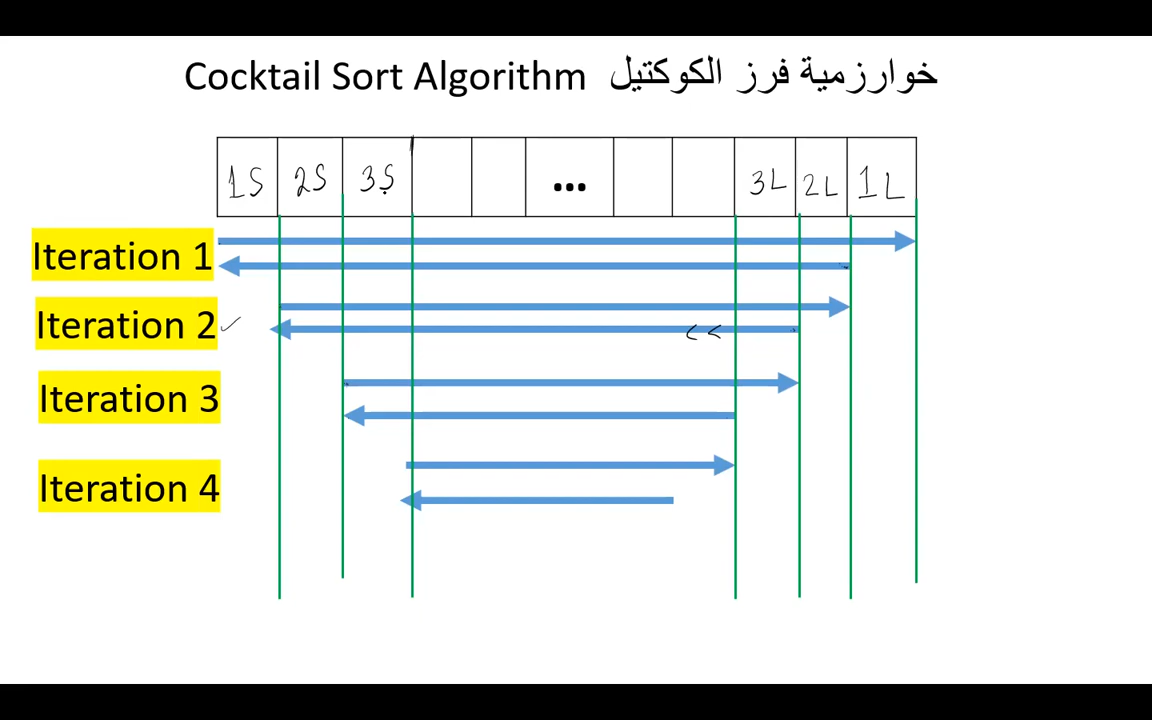 Cocktail Sort Algorithm خوارزمية فرز الكوكتيل
1S 2S 3S ... 3L 2L 1L
Iteration 1
Iteration 2
Iteration 3
Iteration 4